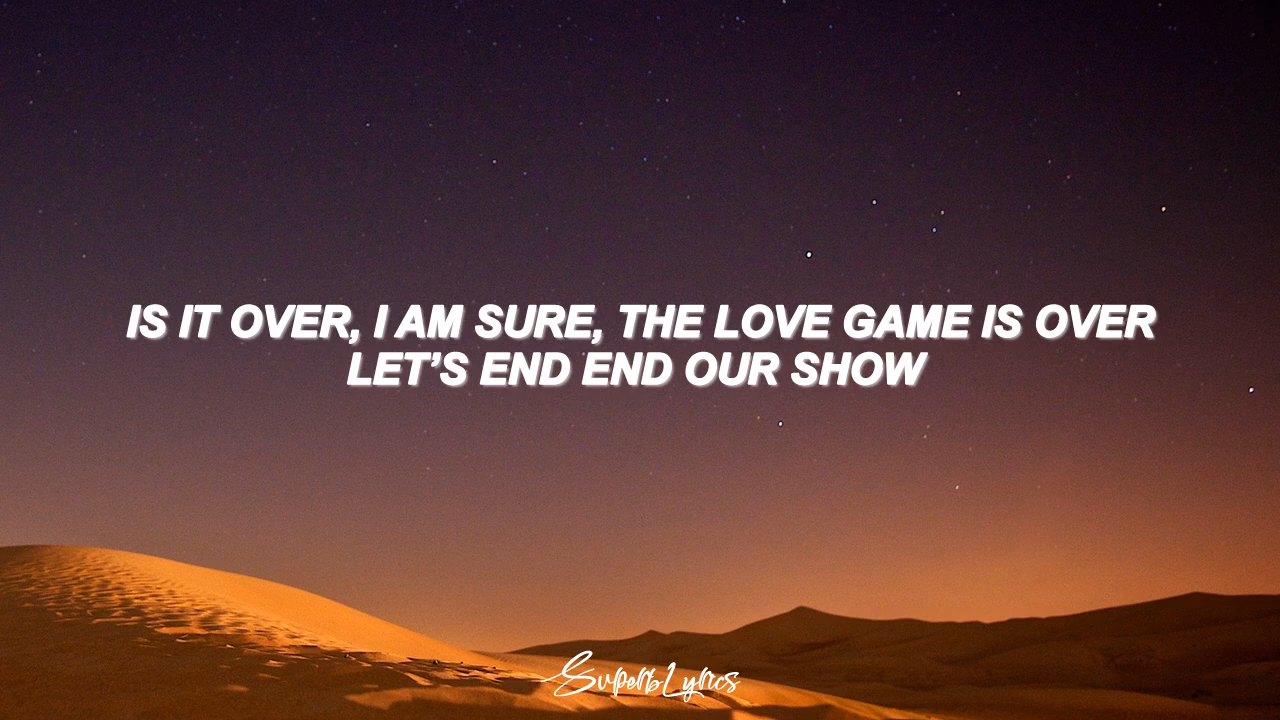 IS IT OVER, I AM SURE, THE LOVE GAME IS OVER
LET’S END END OUR SHOW
SuperbLyrics